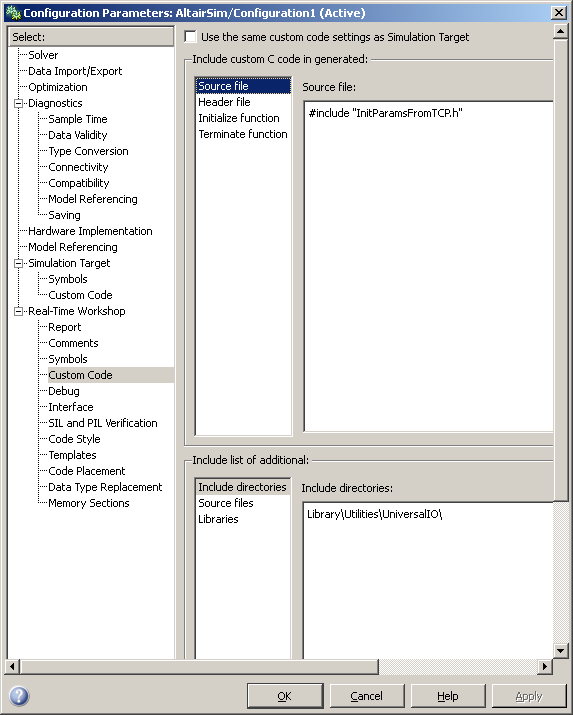 Configuration Parameters: AltairSim/Configuration1 (Active)
Select:
Solver
Data Import/Export
Optimization
Diagnostics
Sample Time
Data Validity
Type Conversion
Connectivity
Compatibility
Model Referencing
Saving
Hardware Implementation
Model Referencing
Simulation Target
Symbols
Custom Code
Real-Time Workshop
Report
Comments
Symbols
Custom Code
Debug
Interface
SIL and PIL Verification
Code Style
Templates
Code Placement
Data Type Replacement
Memory Sections
Use the same custom code settings as Simulation Target
Include custom C code in generated:
Source file
Header file
Initialize function
Terminate function
Source file:
#include "InitParamsFromTCP.h"
Include list of additional:
Include directories
Source files
Libraries
Include directories:
Library\Utilities\UniversalIO\
?
OK
Cancel
Help
Apply